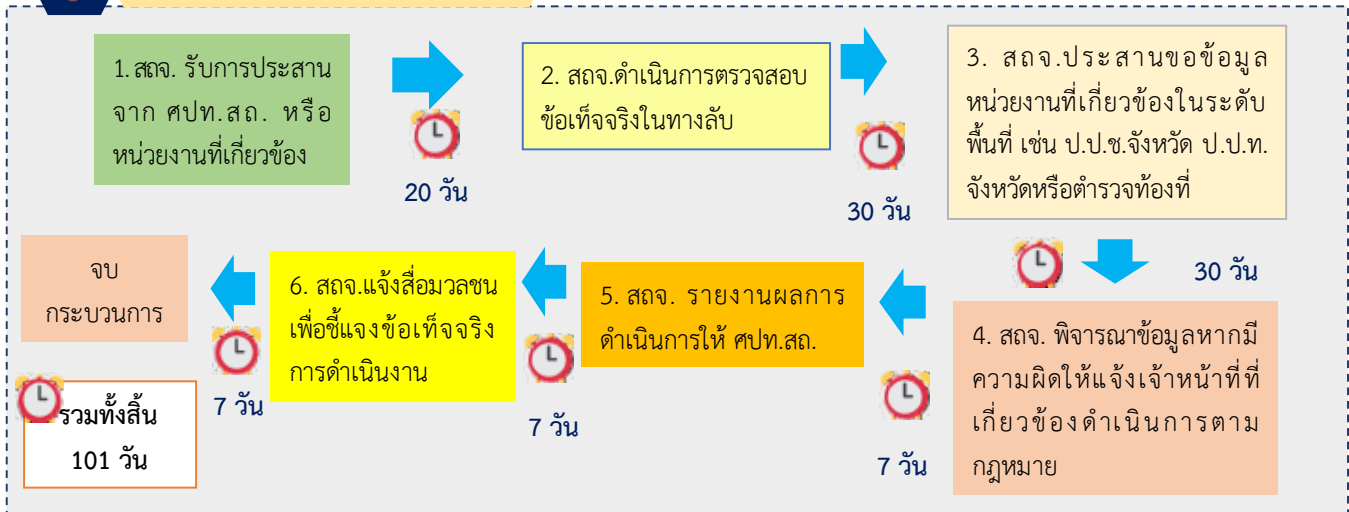 1. สถจ. รับการประสาน
จาก ศปท.สถ. หรือ
หน่วยงานที่เกี่ยวข้อง
20 วัน
2. สถจ.ดำเนินการตรวจสอบ
ข้อเท็จจริงในทางลับ
30 วัน
3. สถจ.ประสานขอข้อมูล
หน่วยงานที่เกี่ยวข้องในระดับ
พื้นที่ เช่น ป.ป.ช.จังหวัด ป.ป.ท.
จังหวัดหรือตำรวจท้องที่
30 วัน
4. สถจ. พิจารณาข้อมูลหากมี
ความผิดให้แจ้งเจ้าหน้าที่ที่
เกี่ยวข้องดำเนินการตาม
กฎหมาย
7 วัน
5. สถจ. รายงานผลการ
ดำเนินการให้ ศปท.สถ.
7 วัน
6. สถจ.แจ้งสื่อมวลชน
เพื่อชี้แจงข้อเท็จจริง
การดำเนินงาน
7 วัน
จบ
กระบวนการ
รวมทั้งสิ้น
101 วัน